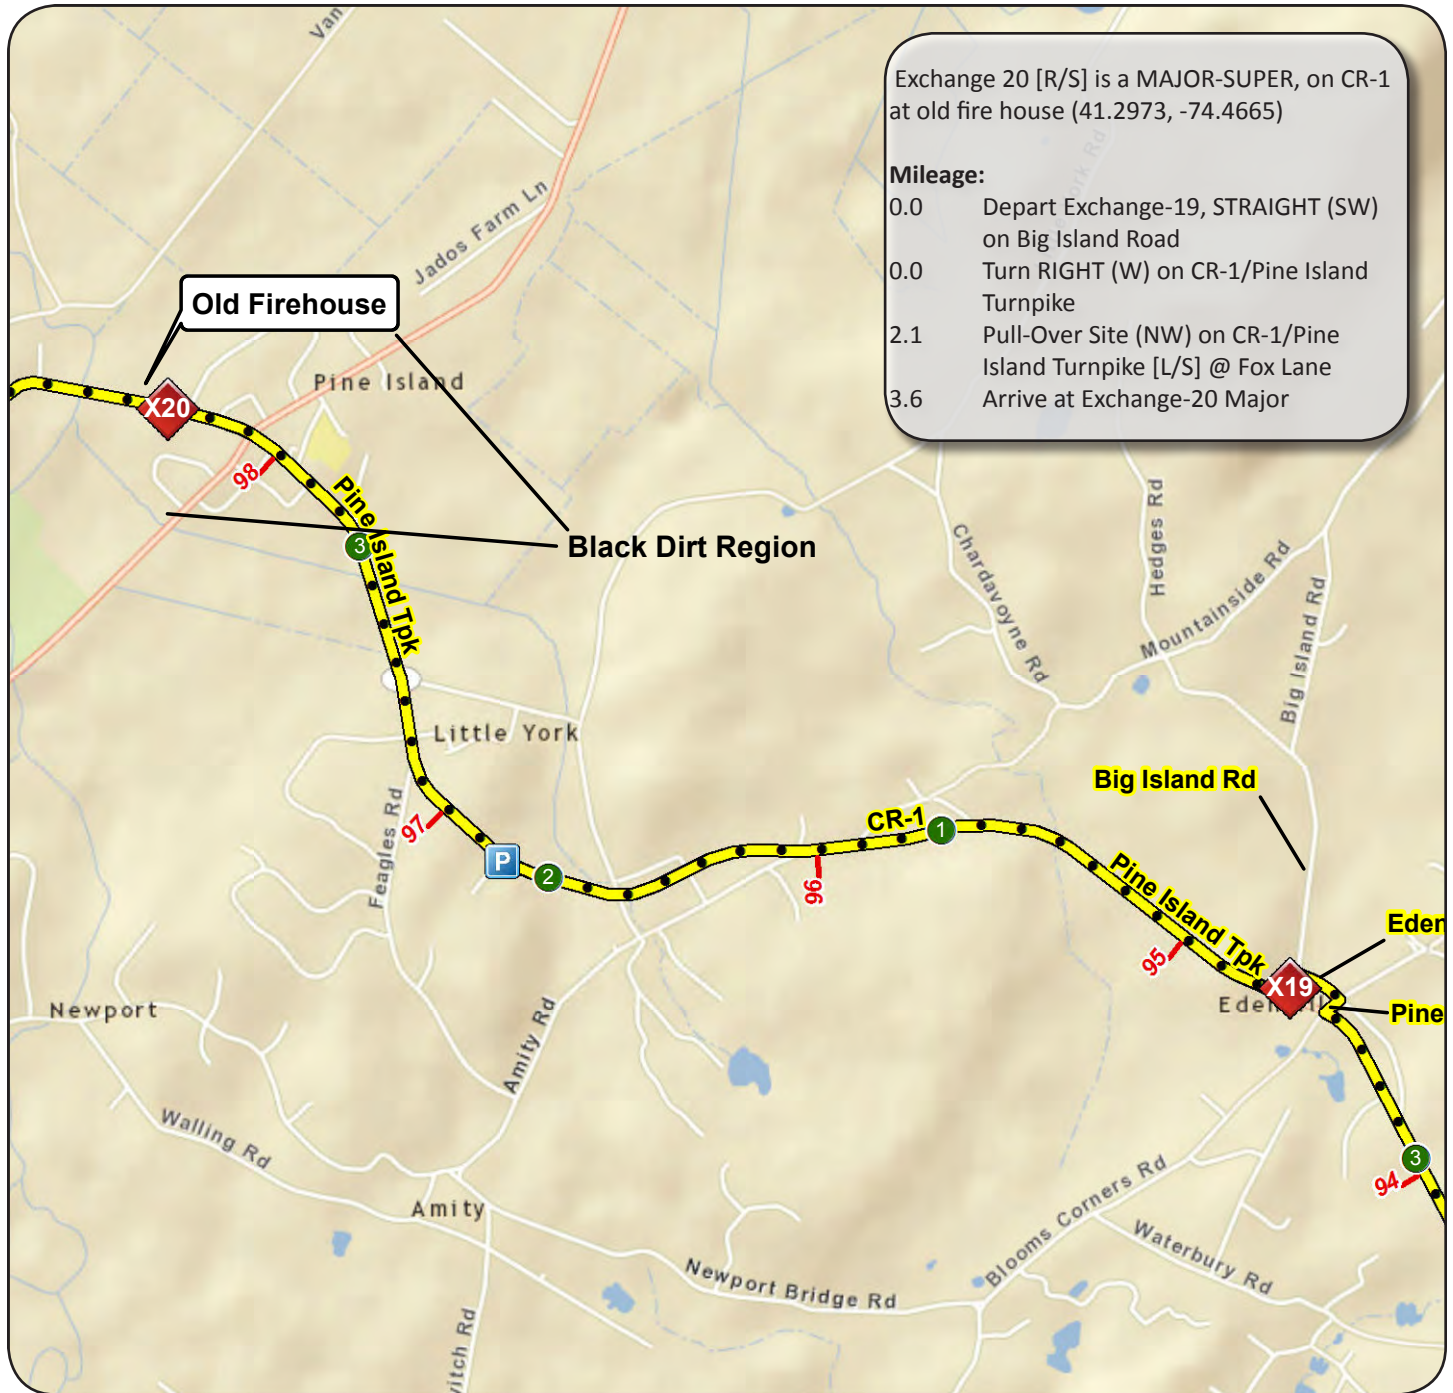 Van
Exchange 20 [R/S] is a MAJOR-SUPER, on CR-1
at old fire house (41.2973, -74.4665)
Mileage:
0.0 Depart Exchange-19, STRAIGHT (SW)
on Big Island Road
0.0 Turn RIGHT (W) on CR-1/Pine Island
Turnpike
2.1 Pull-Over Site (NW) on CR-1/Pine
Island Turnpike [L/S] @ Fox Lane
3.6 Arrive at Exchange-20 Major
Jados Farm Ln
Old Firehouse
Pine Island
X20
98
Pine Island Tpk
3
Black Dirt Region
Chardavoyne Rd
Hedges Rd
Mountainside Rd
Big Island Rd
Little York
Big Island Rd
Feagles Rd
97
P
2
CR-1
1
96
Pine Island Tpk
95
Eden
X19
Pine
Newport
Amity Rd
Walling Rd
Amity
Blooms Corners Rd
3
94
Waterbury Rd
Newport Bridge Rd